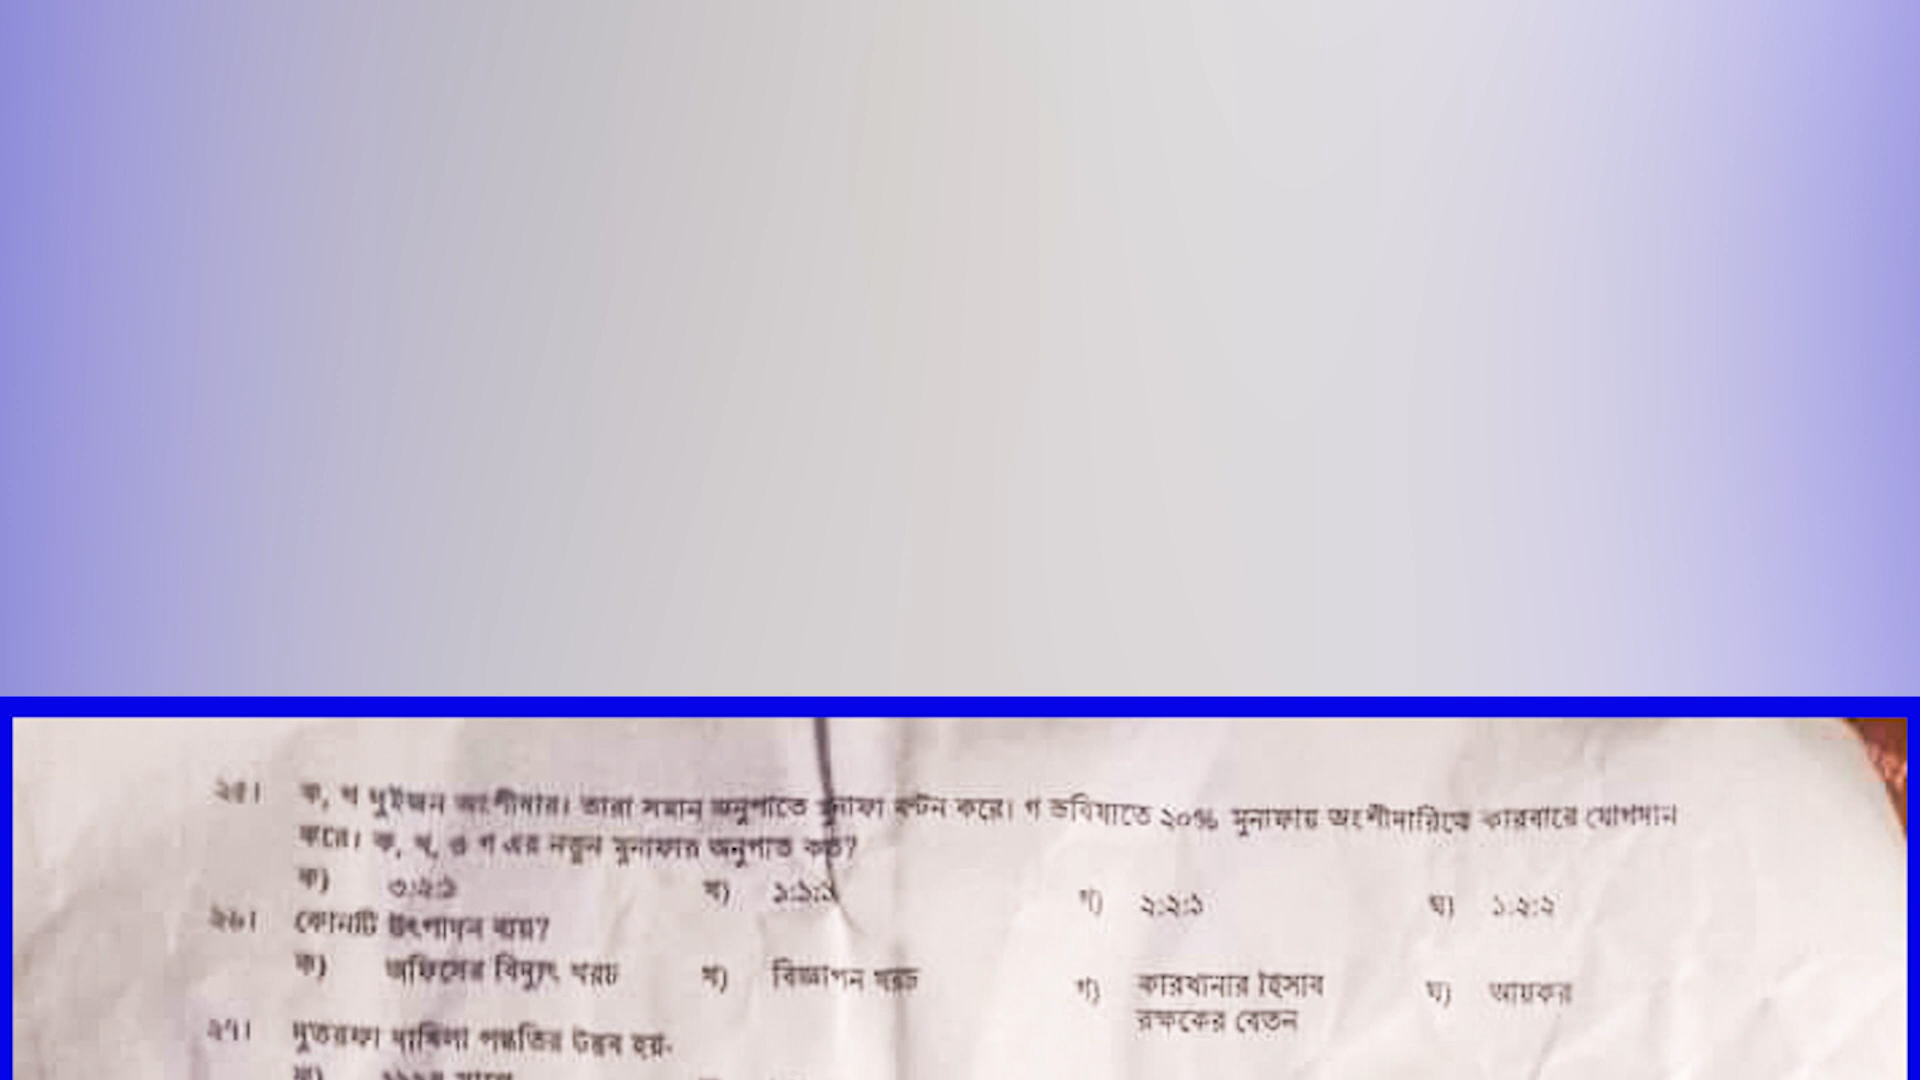 ২৫। ক, খ দুইজন অংশীদার। তারা সমান অনুপাতে মুনাফা বন্টন করে। গ ভবিষ্যতে ২০% মুনাফায় অংশীদারিত্বে কারবারে যোগদান
করে। ক, খ, ও গ এর নতুন মুনাফার অনুপাত কত?
ক) ৩:২:১ খ) ১:১:১ গ) ২:২:১ ঘ) ১:২:২
২৬। কোনটি উৎপাদন ব্যয়?
ক) অফিসের বিদ্যুৎ খরচ খ) বিজ্ঞাপন খরচ গ) কারখানার হিসাব ঘ) আয়কর
রক্ষকের বেতন
২৭। দুতরফা দাখিলা পদ্ধতির উদ্ভব হয়-